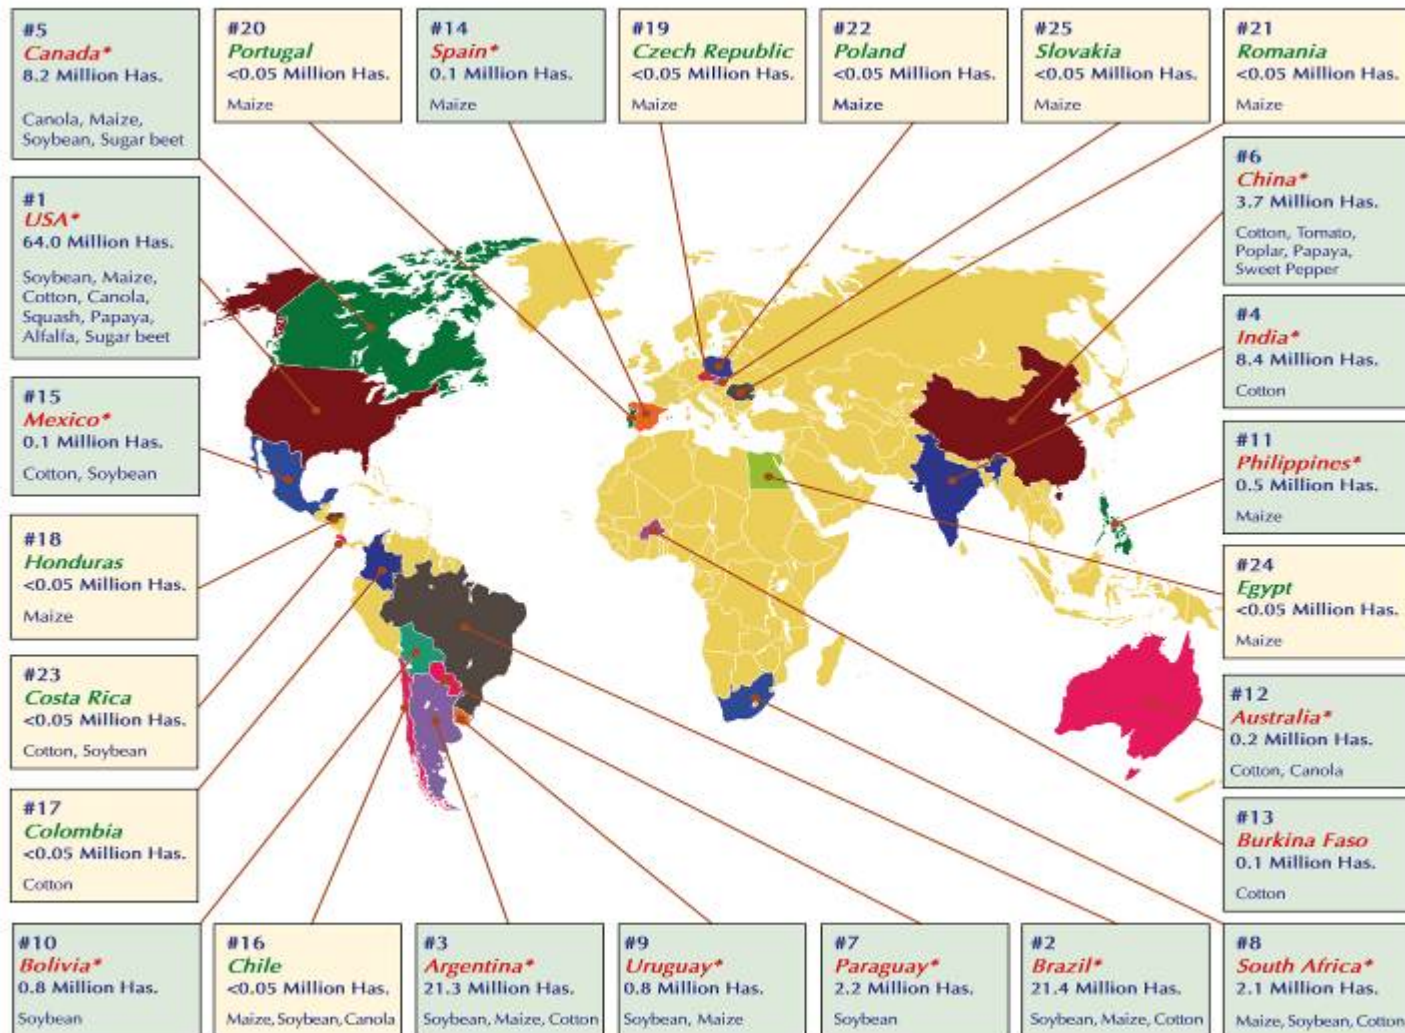 #5
Canada*
8.2 Million Has.
Canola, Maize,
Soybean, Sugar beet
#20
Portugal
<0.05 Million Has.
Maize
#14
Spain*
0.1 Million Has.
Maize
#19
Czech Republic
<0.05 Million Has.
Maize
#22
Poland
<0.05 Million Has.
Maize
#25
Slovakia
<0.05 Million Has.
Maize
#21
Romania
<0.05 Million Has.
Maize
#1
USA*
64.0 Million Has.
Soybean, Maize,
Cotton, Canola,
Squash, Papaya,
Alfalfa, Sugar beet
#6
China*
3.7 Million Has.
Cotton, Tomato,
Poplar, Papaya,
Sweet Pepper
#4
India*
8.4 Million Has.
Cotton
#15
Mexico*
0.1 Million Has.
Cotton, Soybean
#11
Philippines*
0.5 Million Has.
Maize
#18
Honduras
<0.05 Million Has.
Maize
#24
Egypt
<0.05 Million Has.
Maize
#23
Costa Rica
<0.05 Million Has.
Cotton, Soybean
#12
Australia*
0.2 Million Has.
Cotton, Canola
#17
Colombia
<0.05 Million Has.
Cotton
#13
Burkina Faso
0.1 Million Has.
Cotton
#10
Bolivia*
0.8 Million Has.
Soybean
#16
Chile
<0.05 Million Has.
Maize, Soybean, Canola
#3
Argentina*
21.3 Million Has.
Soybean, Maize, Cotton
#9
Uruguay*
0.8 Million Has.
Soybean, Maize
#7
Paraguay*
2.2 Million Has.
Soybean
#2
Brazil*
21.4 Million Has.
Soybean, Maize, Cotton
#8
South Africa*
2.1 Million Has.
Maize, Soybean, Cotton